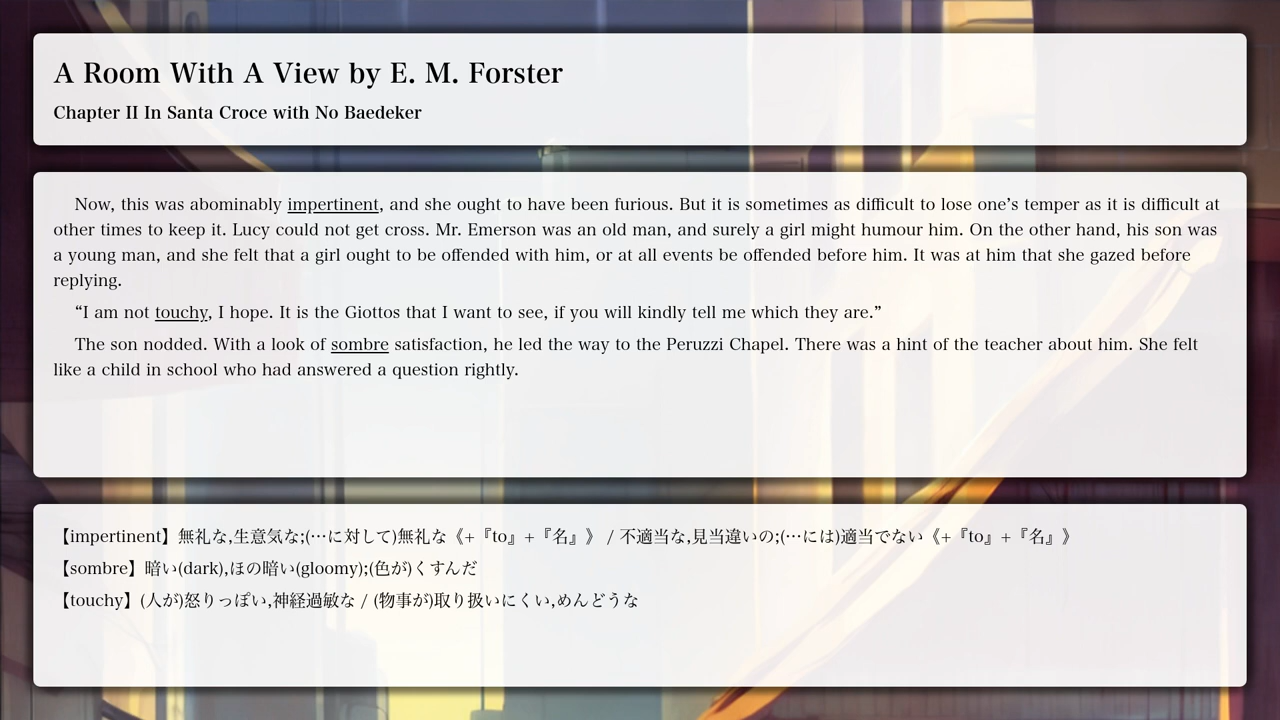 A Room With A View by E. M. Forster
Chapter II In Santa Croce with No Baedeker
Now, this was abominably impertinent, and she ought to have been furious. But it is sometimes as difficult to lose one’s temper as it is difficult at
other times to keep it. Lucy could not get cross. Mr. Emerson was an old man, and surely a girl might humour him. On the other hand, his son was
a young man, and she felt that a girl ought to be offended with him, or at all events be offended before him. It was at him that she gazed before
replying.
“I am not touchy, I hope. It is the Giottos that I want to see, if you will kindly tell me which they are.”
The son nodded. With a look of sombre satisfaction, he led the way to the Peruzzi Chapel. There was a hint of the teacher about him. She felt
like a child in school who had answered a question rightly.
【impertinent】無礼な,生意気な;(…に対して)無礼な《+『to』+『名』》 / 不適当な,見当違いの;(…には)適当でない《+『to』+『名』》
【sombre】暗い(dark),ほの暗い(gloomy);(色が)くすんだ
【touchy】(人が)怒りっぽい,神経過敏な / (物事が)取り扱いにくい,めんどうな